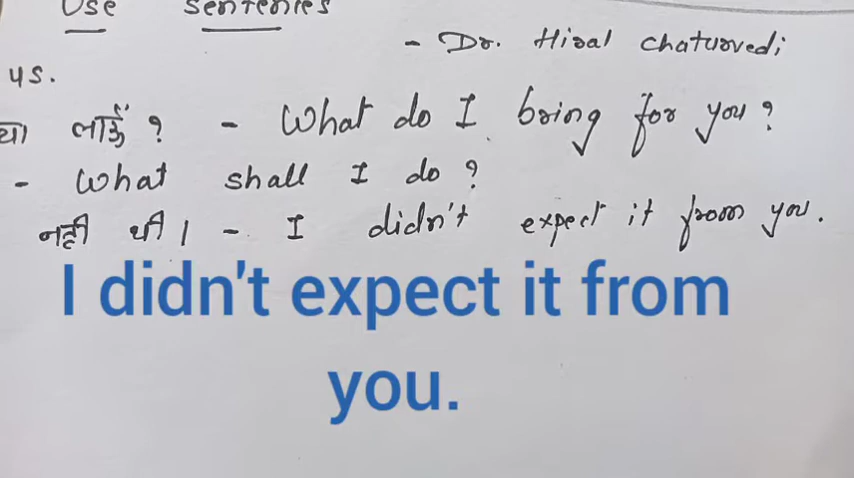 Use Sentences
- Dr. Hiral Chaturvedi
us.
या लाऊँ ? - What do I bring for you ?
- What shall I do ?
नहीं थी । - I didn't expect it from you.
I didn't expect it from
you.